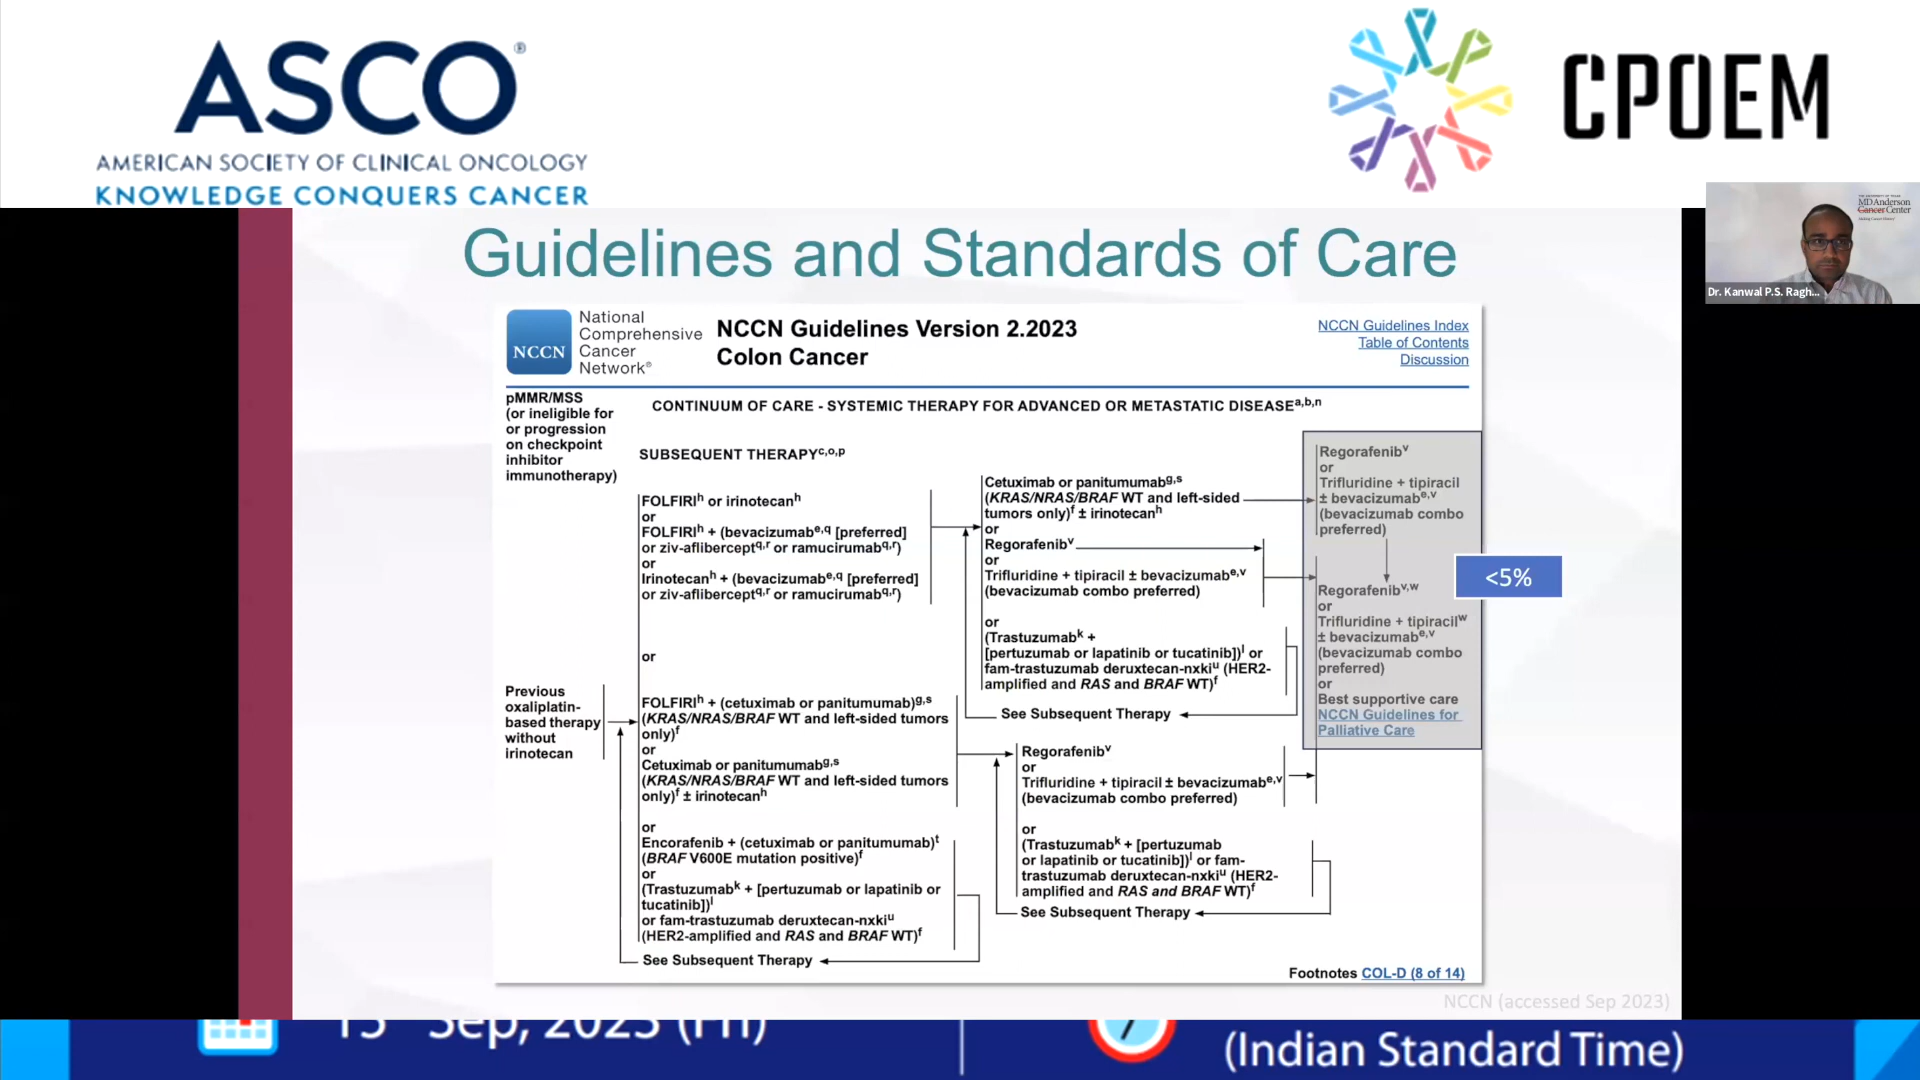 ASCO®
AMERICAN SOCIETY OF CLINICAL ONCOLOGY
KNOWLEDGE CONQUERS CANCER
CPOEM
MD Anderson
Cancer Center
Dr. Kanwal P.S. Ragh...
Guidelines and Standards of Care
NCCN
National
Comprehensive
Cancer
Network®
NCCN Guidelines Version 2.2023
Colon Cancer
NCCN Guidelines Index
Table of Contents
Discussion
pMMR/MSS
(or ineligible for
or progression
on checkpoint
inhibitor
immunotherapy)
CONTINUUM OF CARE - SYSTEMIC THERAPY FOR ADVANCED OR METASTATIC DISEASEa,b,n
SUBSEQUENT THERAPYc,o,p
Previous
oxaliplatin-
based therapy
without
irinotecan
FOLFIRIh or irinotecanh
or
FOLFIRIh + (bevacizumabe,q [preferred]
or ziv-afliberceptq,r or ramucirumabq,r)
or
Irinotecanh + (bevacizumabe,q [preferred]
or ziv-afliberceptq,r or ramucirumabq,r)
or
FOLFIRIh + (cetuximab or panitumumab)g,s
(KRAS/NRAS/BRAF WT and left-sided tumors
only)f
or
Cetuximab or panitumumabg,s
(KRAS/NRAS/BRAF WT and left-sided tumors
only)f ± irinotecanh
or
Encorafenib + (cetuximab or panitumumab)t
(BRAF V600E mutation positive)f
or
(Trastuzumabk + [pertuzumab or lapatinib or
tucatinib])l
or fam-trastuzumab deruxtecan-nxkiu
(HER2-amplified and RAS and BRAF WT)f
See Subsequent Therapy
Cetuximab or panitumumabg,s
(KRAS/NRAS/BRAF WT and left-sided
tumors only)f ± irinotecanh
or
Regorafenibv
or
Trifluridine + tipiracil ± bevacizumabe,v
(bevacizumab combo preferred)
or
(Trastuzumabk +
[pertuzumab or lapatinib or tucatinib])l or
fam-trastuzumab deruxtecan-nxkiu (HER2-
amplified and RAS and BRAF WT)f
See Subsequent Therapy
Regorafenibv
or
Trifluridine + tipiracil ± bevacizumabe,v
(bevacizumab combo preferred)
or
(Trastuzumabk + [pertuzumab
or lapatinib or tucatinib])l or fam-
trastuzumab deruxtecan-nxkiu (HER2-
amplified and RAS and BRAF WT)f
See Subsequent Therapy
Regorafenibv
or
Trifluridine + tipiracil
± bevacizumabe,v
(bevacizumab combo
preferred)
Regorafenibv,w
or
Trifluridine + tipiracilw
± bevacizumabe,v
(bevacizumab combo
preferred)
or
Best supportive care
NCCN Guidelines for
Palliative Care
<5%
Footnotes COL-D (8 of 14)
NCCN (accessed Sep 2023)
15 Sep, 2023 (Fri)
(Indian Standard Time)